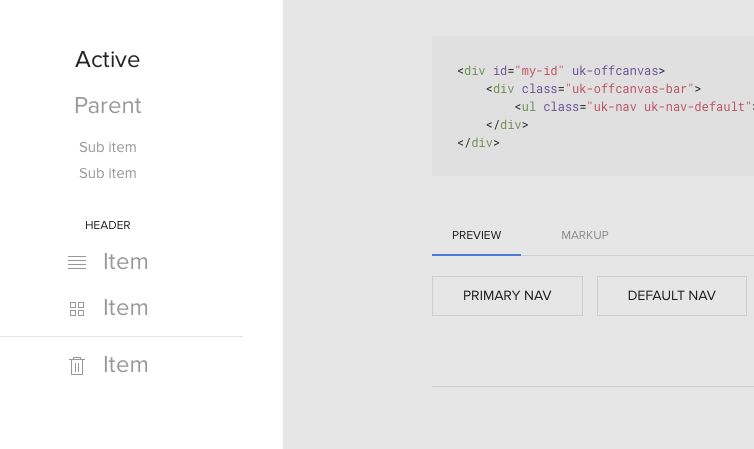 Active
Parent
Sub item
Sub item
HEADER
Item
Item
Item
<div id="my-id" uk-offcanvas>
<div class="uk-offcanvas-bar">
<ul class="uk-nav uk-nav-default">
</div>
</div>
PREVIEW MARKUP
PRIMARY NAV DEFAULT NAV